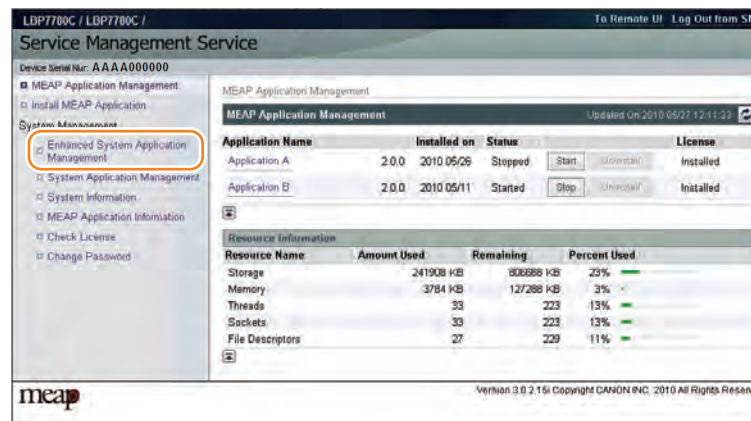 LBP7780C / LBP7780C /
To Remote UI Log Out from S
Service Management Service
Device Serial Nur: AAAA000000
MEAP Application Management
Install MEAP Application
System Management
Enhanced System Application
Management
System Application Management
System Information
MEAP Application Information
Check License
Change Password
MEAP Application Management
MEAP Application Management Updated On:2010 05/27 12:11:23
Application Name Installed on Status License
Application A 2.0.0 2010 05/26 Stopped Start Uninstall Installed
Application B 2.0.0 2010 05/11 Started Stop Uninstall Installed
Resource Information
Resource Name Amount Used Remaining Percent Used
Storage 241908 KB 806668 KB 23%
Memory 3784 KB 127288 KB 3%
Threads 33 223 13%
Sockets 33 223 13%
File Descriptors 27 229 11%
meap
Version 3.0.2.15i Copyright CANON INC. 2010 All Rights Reser